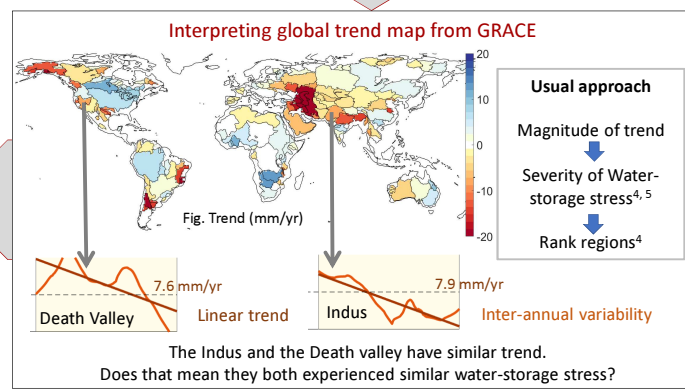 Interpreting global trend map from GRACE
20
10
0
-10
-20
Fig. Trend (mm/yr)
Usual approach
Magnitude of trend
Severity of Water-
storage stress4, 5
Rank regions4
7.6 mm/yr
Death Valley
Linear trend
7.9 mm/yr
Indus
Inter-annual variability
The Indus and the Death valley have similar trend.
Does that mean they both experienced similar water-storage stress?